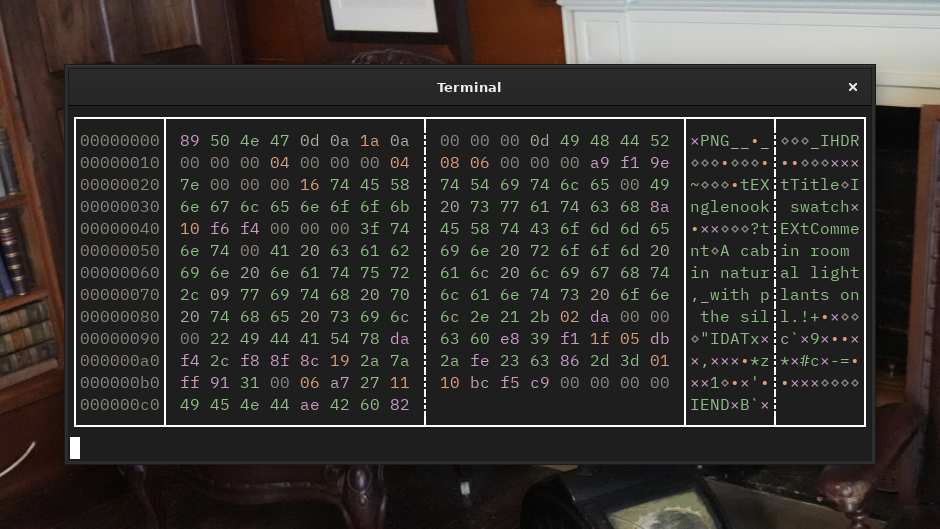 Terminal ×
00000000 89 50 4e 47 0d 0a 1a 0a 00 00 00 0d 49 48 44 52 ×PNG__•_ ⋄⋄⋄_IHDR
00000010 00 00 00 04 00 00 00 04 08 06 00 00 00 a9 f1 9e ⋄⋄⋄•⋄⋄⋄• ••⋄⋄⋄×××
00000020 7e 00 00 00 16 74 45 58 74 54 69 74 6c 65 00 49 ~⋄⋄⋄•tEX tTitle⋄I
00000030 6e 67 6c 65 6e 6f 6f 6b 20 73 77 61 74 63 68 8a nglenook  swatch×
00000040 10 f6 f4 00 00 00 3f 74 45 58 74 43 6f 6d 6d 65 •××⋄⋄⋄?t EXtComme
00000050 6e 74 00 41 20 63 61 62 69 6e 20 72 6f 6f 6d 20 nt⋄A cab in room
00000060 69 6e 20 6e 61 74 75 72 61 6c 20 6c 69 67 68 74 in natur al light
00000070 2c 09 77 69 74 68 20 70 6c 61 6e 74 73 20 6f 6e ,_with p lants on
00000080 20 74 68 65 20 73 69 6c 6c 2e 21 2b 02 da 00 00  the sil l.!+•×⋄⋄
00000090 00 22 49 44 41 54 78 da 63 60 e8 39 f1 1f 05 db ⋄"IDATx× c`×9×••×
000000a0 f4 2c f8 8f 8c 19 2a 7a 2a fe 23 63 86 2d 3d 01 ×,×××•*z *×#c×-=•
000000b0 ff 91 31 00 06 a7 27 11 10 bc f5 c9 00 00 00 00 ××1⋄•×'• •×××⋄⋄⋄⋄
000000c0 49 45 4e 44 ae 42 60 82 IEND×B`×